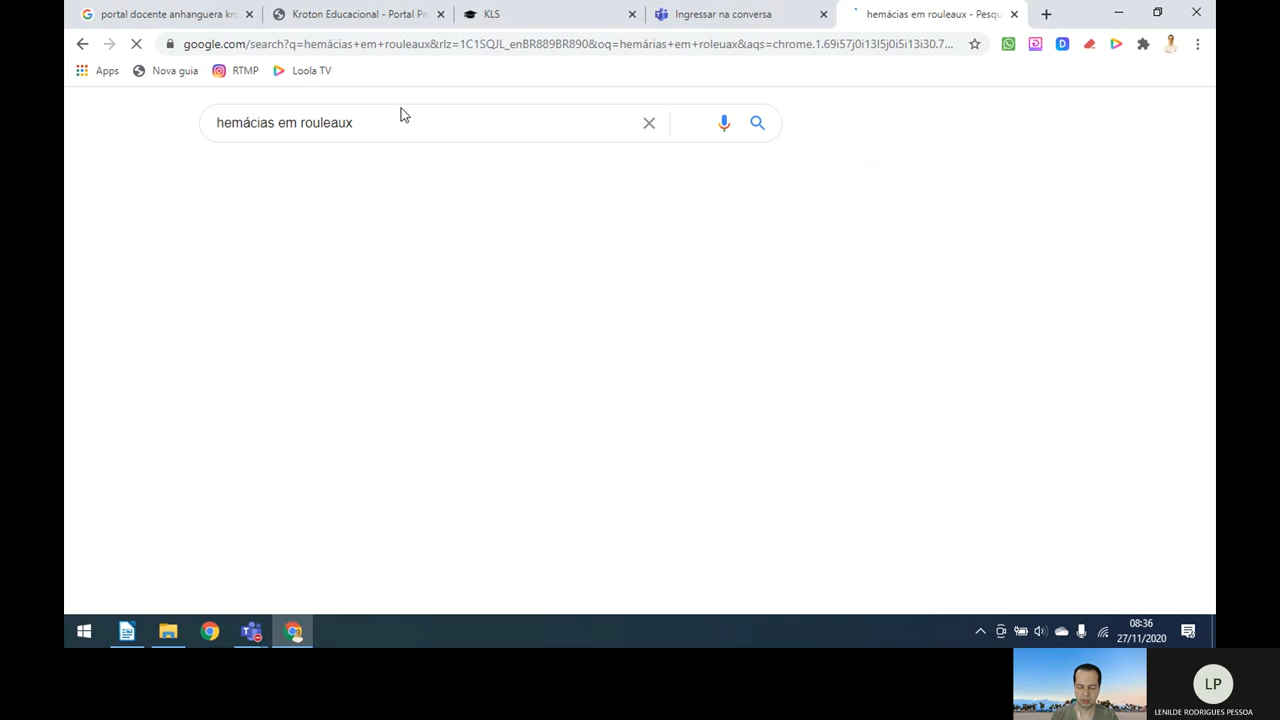 portal docente anhanguera kro
Kroton Educacional - Portal Pr
KLS
Ingressar na conversa
hemácias em rouleaux - Pesqu
google.com/search?q=hemácias+em+rouleaux&rlz=1C1SQJL_enBR889BR890&oq=hemárias+em+roleuax&aqs=chrome.1.69i57j0i13l5j0i5i13i30.7...
Apps
Nova guia
RTMP
Loola TV
hemácias em rouleaux
08:36
27/11/2020
LP
LENILDE RODRIGUES PESSOA